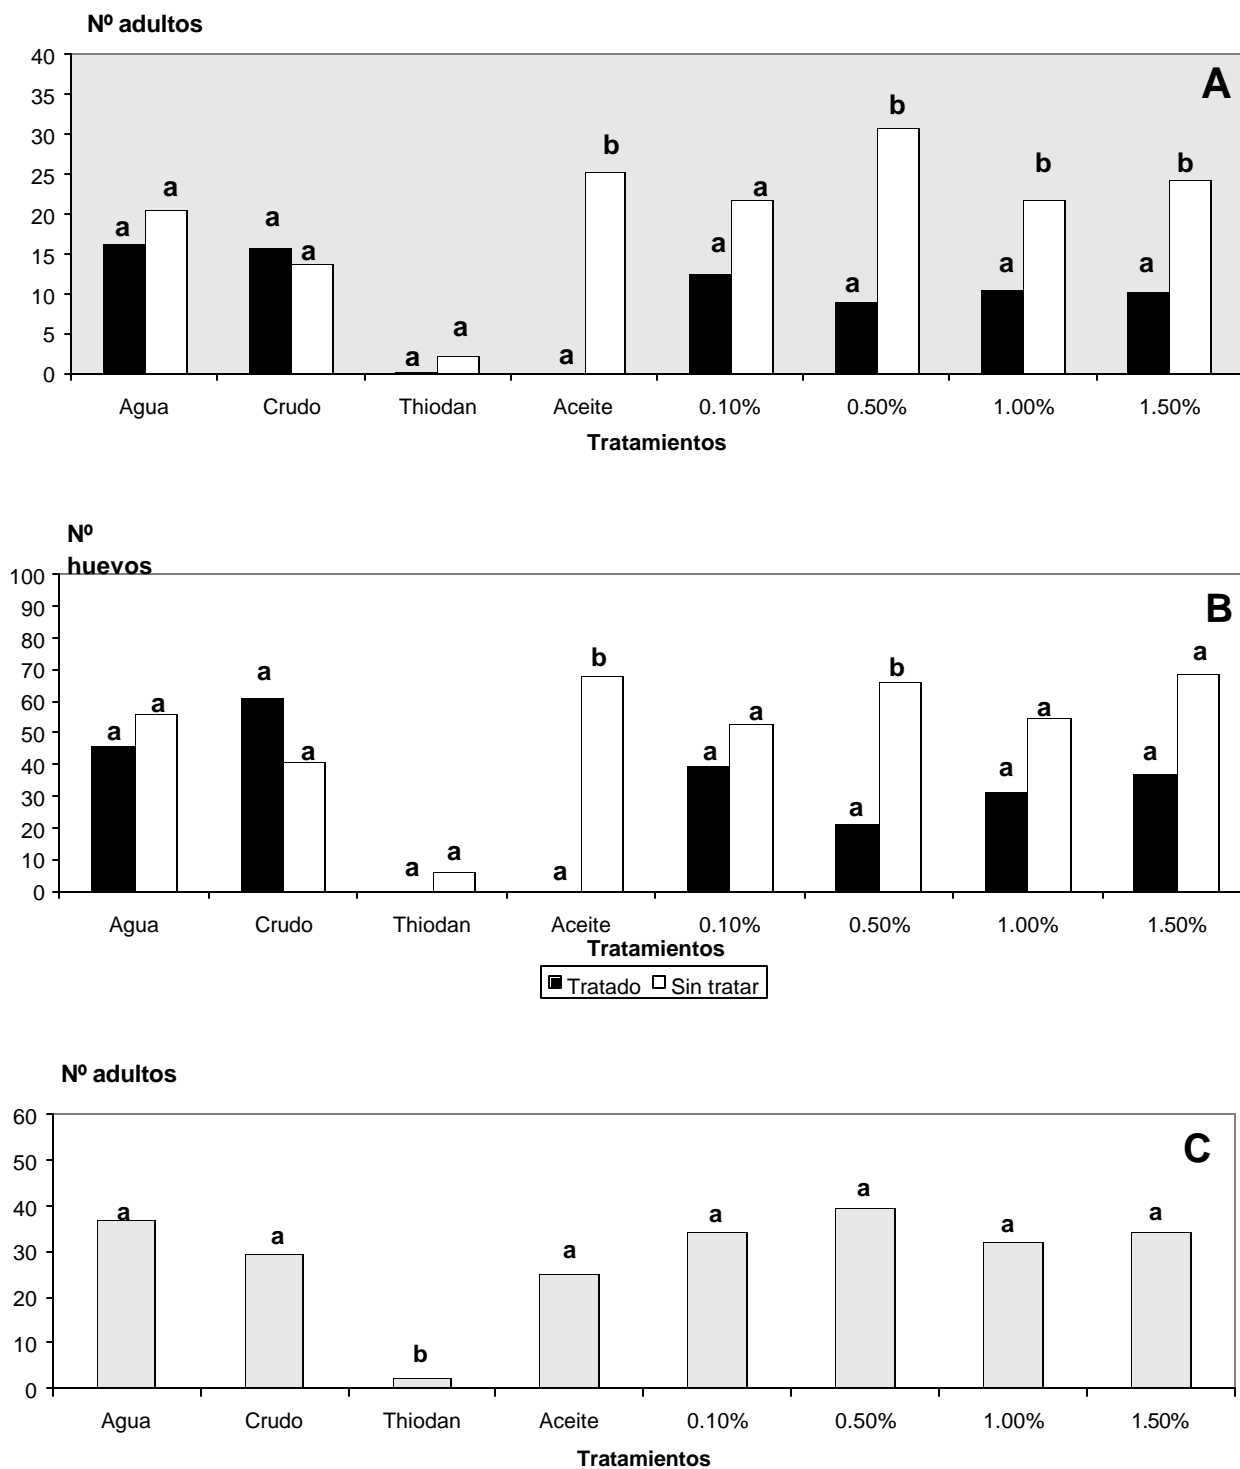 Nº adultos
A
40
35
30
25
20
15
10
5
0
a a a a a a a b a a a b a b a b
Agua Crudo Thiodan Aceite 0.10% 0.50% 1.00% 1.50%
Tratamientos
Nº
huevos
B
100
90
80
70
60
50
40
30
20
10
0
a a a a a a a b a a a b a a a a
Agua Crudo Thiodan Aceite 0.10% 0.50% 1.00% 1.50%
Tratamientos
Tratado Sin tratar
Nº adultos
C
60
50
40
30
20
10
0
a a b a a a a a
Agua Crudo Thiodan Aceite 0.10% 0.50% 1.00% 1.50%
Tratamientos